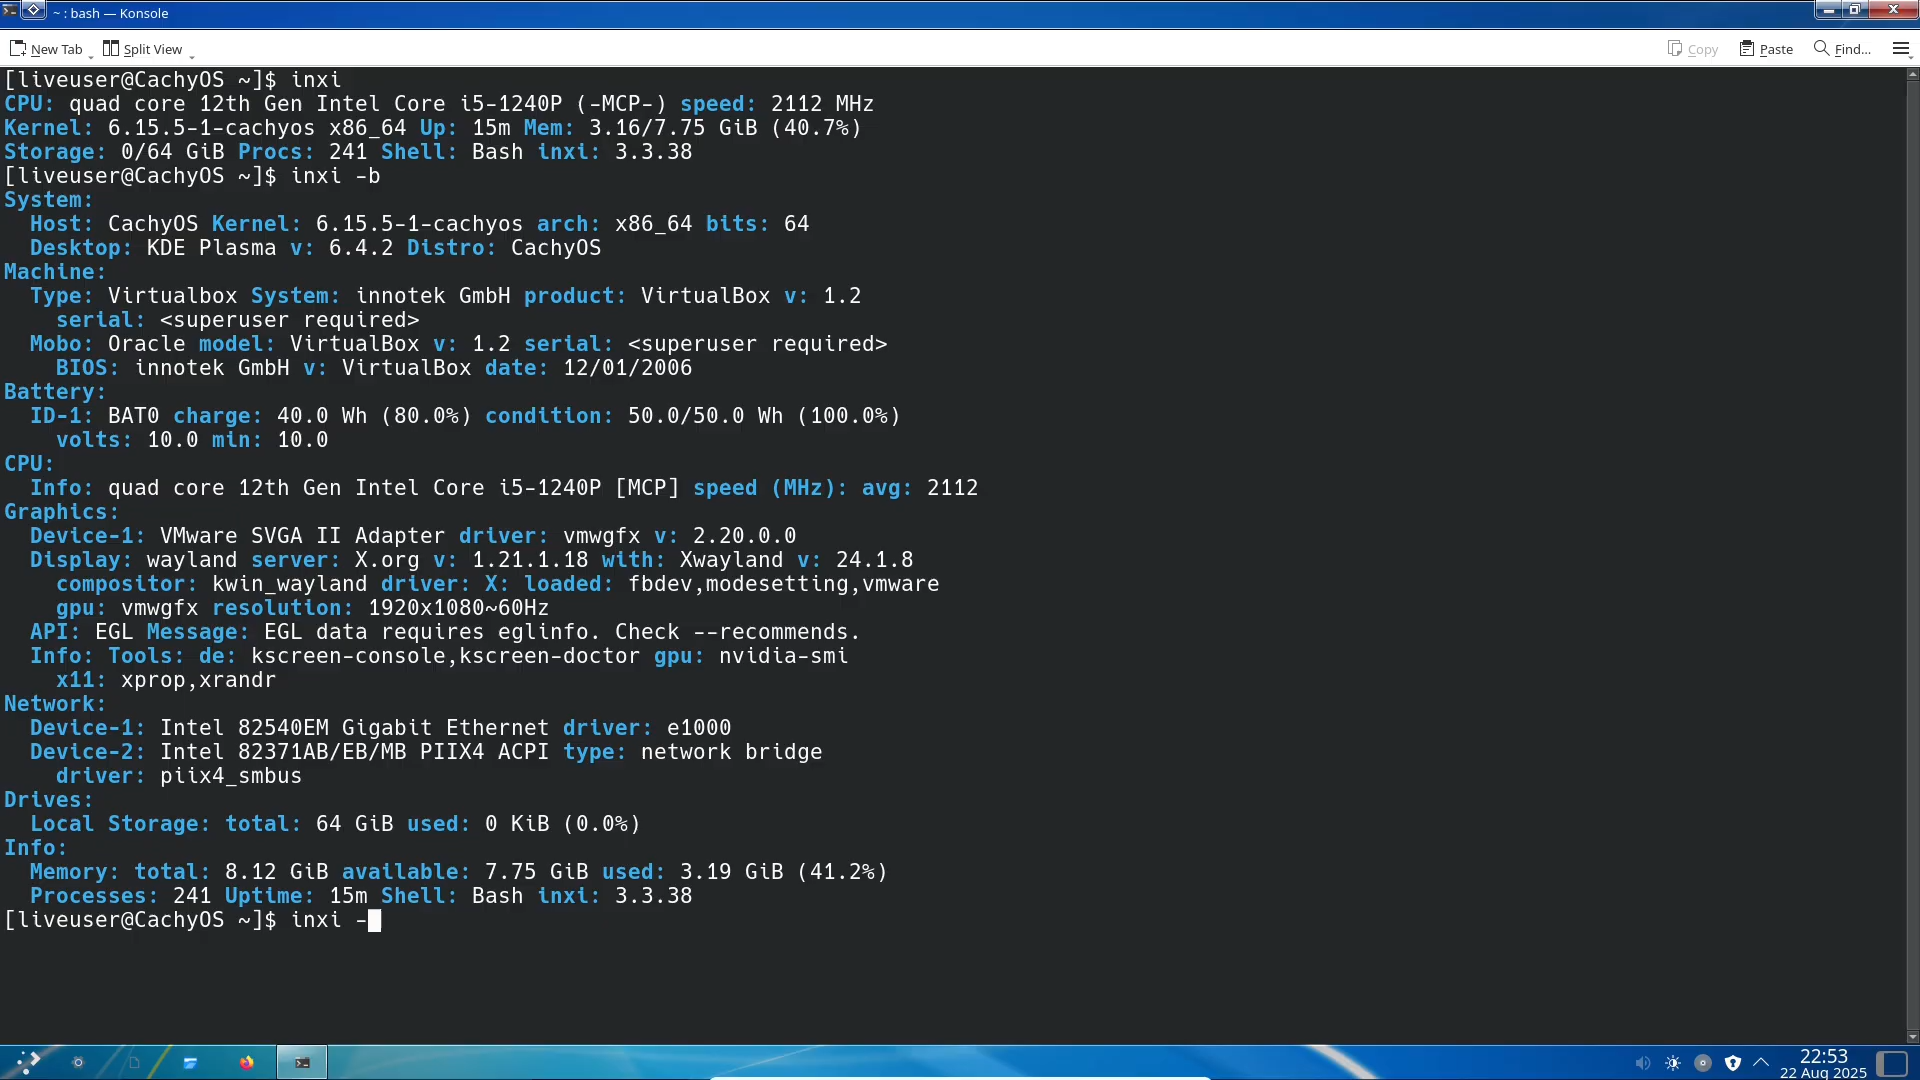 ~ : bash — Konsole
New Tab Split View Copy Paste Find...
[liveuser@CachyOS ~]$ inxi
CPU: quad core 12th Gen Intel Core i5-1240P (-MCP-) speed: 2112 MHz
Kernel: 6.15.5-1-cachyos x86_64 Up: 15m Mem: 3.16/7.75 GiB (40.7%)
Storage: 0/64 GiB Procs: 241 Shell: Bash inxi: 3.3.38
[liveuser@CachyOS ~]$ inxi -b
System:
  Host: CachyOS Kernel: 6.15.5-1-cachyos arch: x86_64 bits: 64
  Desktop: KDE Plasma v: 6.4.2 Distro: CachyOS
Machine:
  Type: Virtualbox System: innotek GmbH product: VirtualBox v: 1.2
    serial: <superuser required>
  Mobo: Oracle model: VirtualBox v: 1.2 serial: <superuser required>
    BIOS: innotek GmbH v: VirtualBox date: 12/01/2006
Battery:
  ID-1: BAT0 charge: 40.0 Wh (80.0%) condition: 50.0/50.0 Wh (100.0%)
    volts: 10.0 min: 10.0
CPU:
  Info: quad core 12th Gen Intel Core i5-1240P [MCP] speed (MHz): avg: 2112
Graphics:
  Device-1: VMware SVGA II Adapter driver: vmwgfx v: 2.20.0.0
  Display: wayland server: X.org v: 1.21.1.18 with: Xwayland v: 24.1.8
    compositor: kwin_wayland driver: X: loaded: fbdev,modesetting,vmware
    gpu: vmwgfx resolution: 1920x1080~60Hz
  API: EGL Message: EGL data requires eglinfo. Check --recommends.
  Info: Tools: de: kscreen-console,kscreen-doctor gpu: nvidia-smi
    x11: xprop,xrandr
Network:
  Device-1: Intel 82540EM Gigabit Ethernet driver: e1000
  Device-2: Intel 82371AB/EB/MB PIIX4 ACPI type: network bridge
    driver: piix4_smbus
Drives:
  Local Storage: total: 64 GiB used: 0 KiB (0.0%)
Info:
  Memory: total: 8.12 GiB available: 7.75 GiB used: 3.19 GiB (41.2%)
  Processes: 241 Uptime: 15m Shell: Bash inxi: 3.3.38
[liveuser@CachyOS ~]$ inxi -
22:53
22 Aug 2025